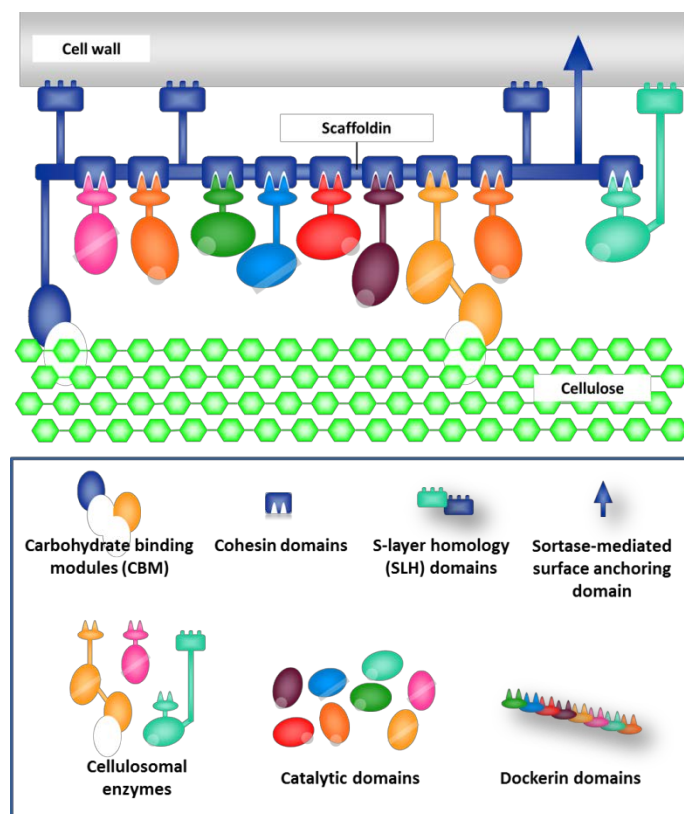 Cell wall
Scaffoldin
Cellulose
Carbohydrate binding
modules (CBM)
Cohesin domains
S-layer homology
(SLH) domains
Sortase-mediated
surface anchoring
domain
Cellulosomal
enzymes
Catalytic domains
Dockerin domains